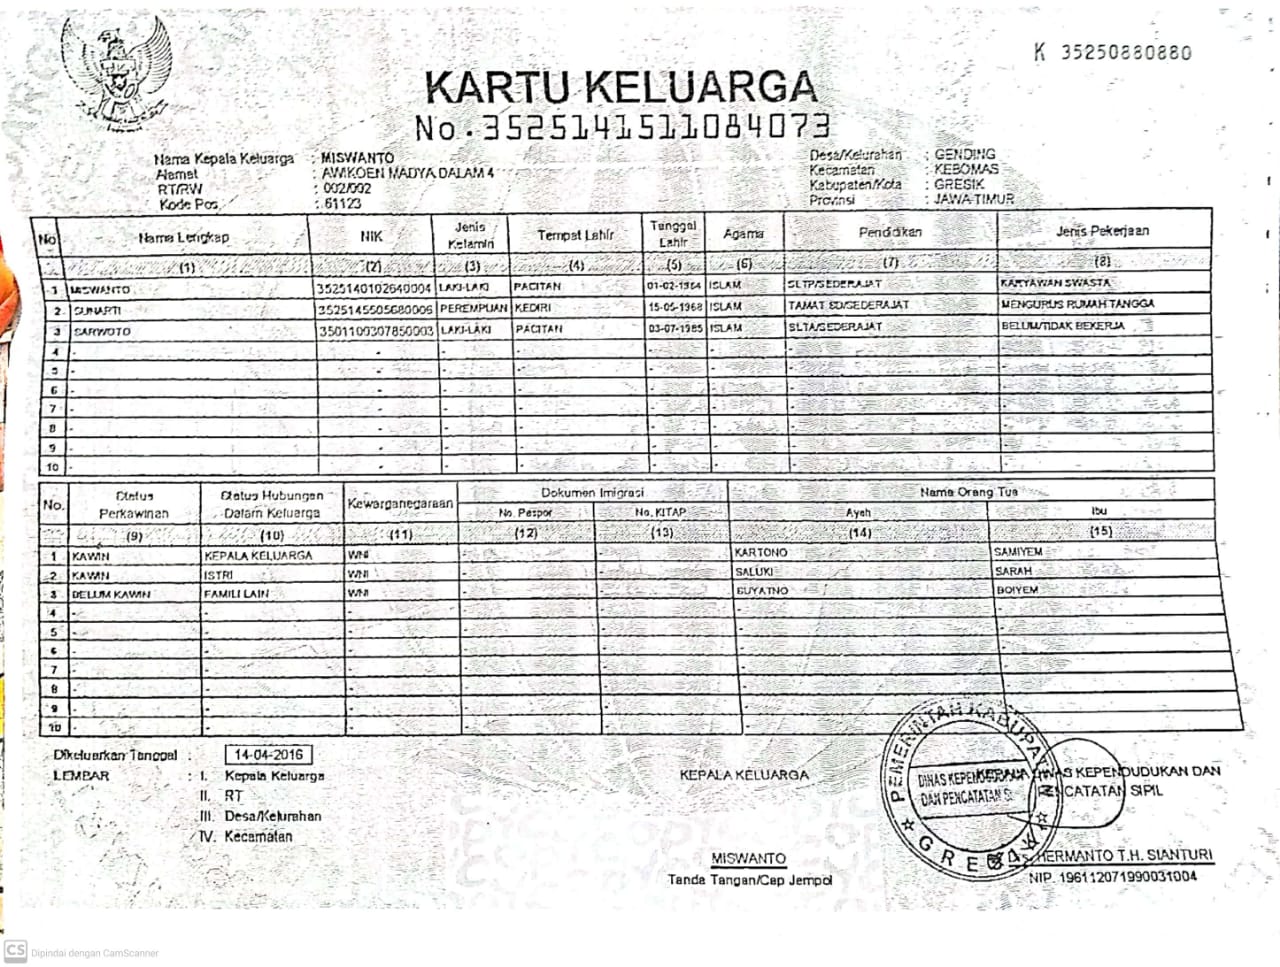 K 35250880880
KARTU KELUARGA
No. 3525141511084073
Nama Kepala Keluarga : MISWANTO
Alamat : AWIKOEN MADYA DALAM 4
RT/RW : 002/002
Kode Pos : 61123
Desa/Kelurahan : GENDING
Kecamatan : KEBOMAS
Kabupaten/Kota : GRESIK
Provinsi : JAWA TIMUR
No Nama Lengkap NIK Jenis Kelamin Tempat Lahir Tanggal Lahir Agama Pendidikan Jenis Pekerjaan
(1) (2) (3) (4) (5) (6) (7) (8)
1 MISWANTO 3525140102640004 LAKI-LAKI PACITAN 01-02-1964 ISLAM SLTP/SEDERAJAT KARYAWAN SWASTA
2 SUNARTI 3525145505680006 PEREMPUAN KEDIRI 15-05-1968 ISLAM TAMAT SD/SEDERAJAT MENGURUS RUMAH TANGGA
3 SARWOTO 3501100307850003 LAKI-LAKI PACITAN 03-07-1985 ISLAM SLTA/SEDERAJAT BELUM/TIDAK BEKERJA
4 - - - - - - - -
5 - - - - - - - -
6 - - - - - - - -
7 - - - - - - - -
8 - - - - - - - -
9 - - - - - - - -
10 - - - - - - - -
No. Status Perkawinan Status Hubungan Dalam Keluarga Kewarganegaraan Dokumen Imigrasi Nama Orang Tua
No. Paspor No. KITAP Ayah Ibu
(9) (10) (11) (12) (13) (14) (15)
1 KAWIN KEPALA KELUARGA WNI - - KARTONO SAMIYEM
2 KAWIN ISTRI WNI - - SALUKI SARAH
3 BELUM KAWIN FAMILI LAIN WNI - - SUYATNO BOIYEM
4 - - - - - - -
5 - - - - - - -
6 - - - - - - -
7 - - - - - - -
8 - - - - - - -
9 - - - - - - -
10 - - - - - - -
Dikeluarkan Tanggal : 14-04-2016
LEMBAR : I. Kepala Keluarga
II. RT
III. Desa/Kelurahan
IV. Kecamatan
KEPALA KELUARGA
MISWANTO
Tanda Tangan/Cap Jempol
KEPENDUDUKAN DAN
SIPIL
HERMANTO T.H. SIANTURI
NIP. 196112071990031004
PEMERINTAH KABUPATEN
DINAS
DAN PENCATATAN
GRESIK
CS Dipindai dengan CamScanner